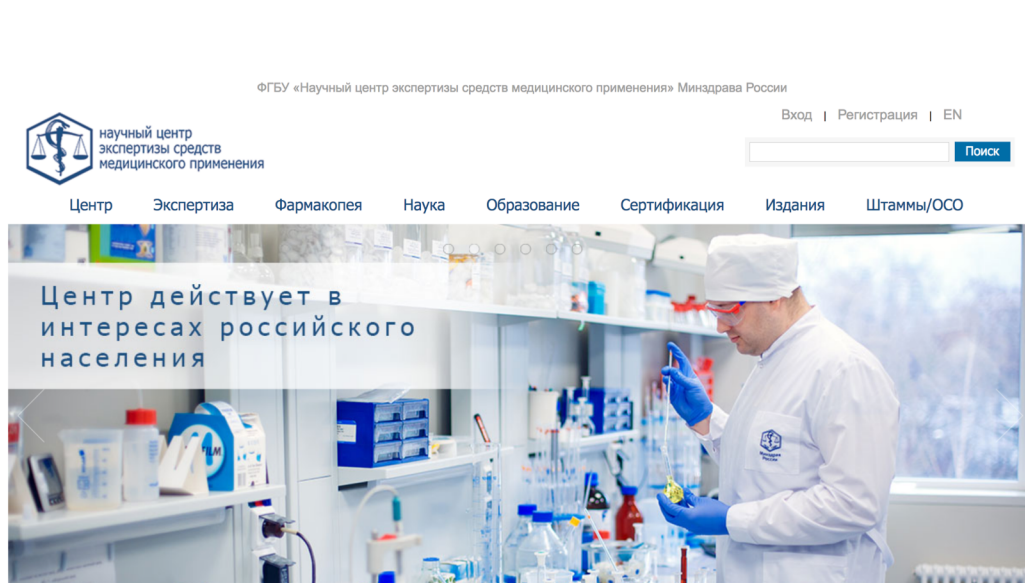 ФГБУ «Научный центр экспертизы средств медицинского применения» Минздрава России
Вход | Регистрация | EN
научный центр
экспертизы средств
медицинского применения
Поиск
Центр Экспертиза Фармакопея Наука Образование Сертификация Издания Штаммы/ОСО
Центр действует в
интересах российского
населения
FILM
Минздрав
России